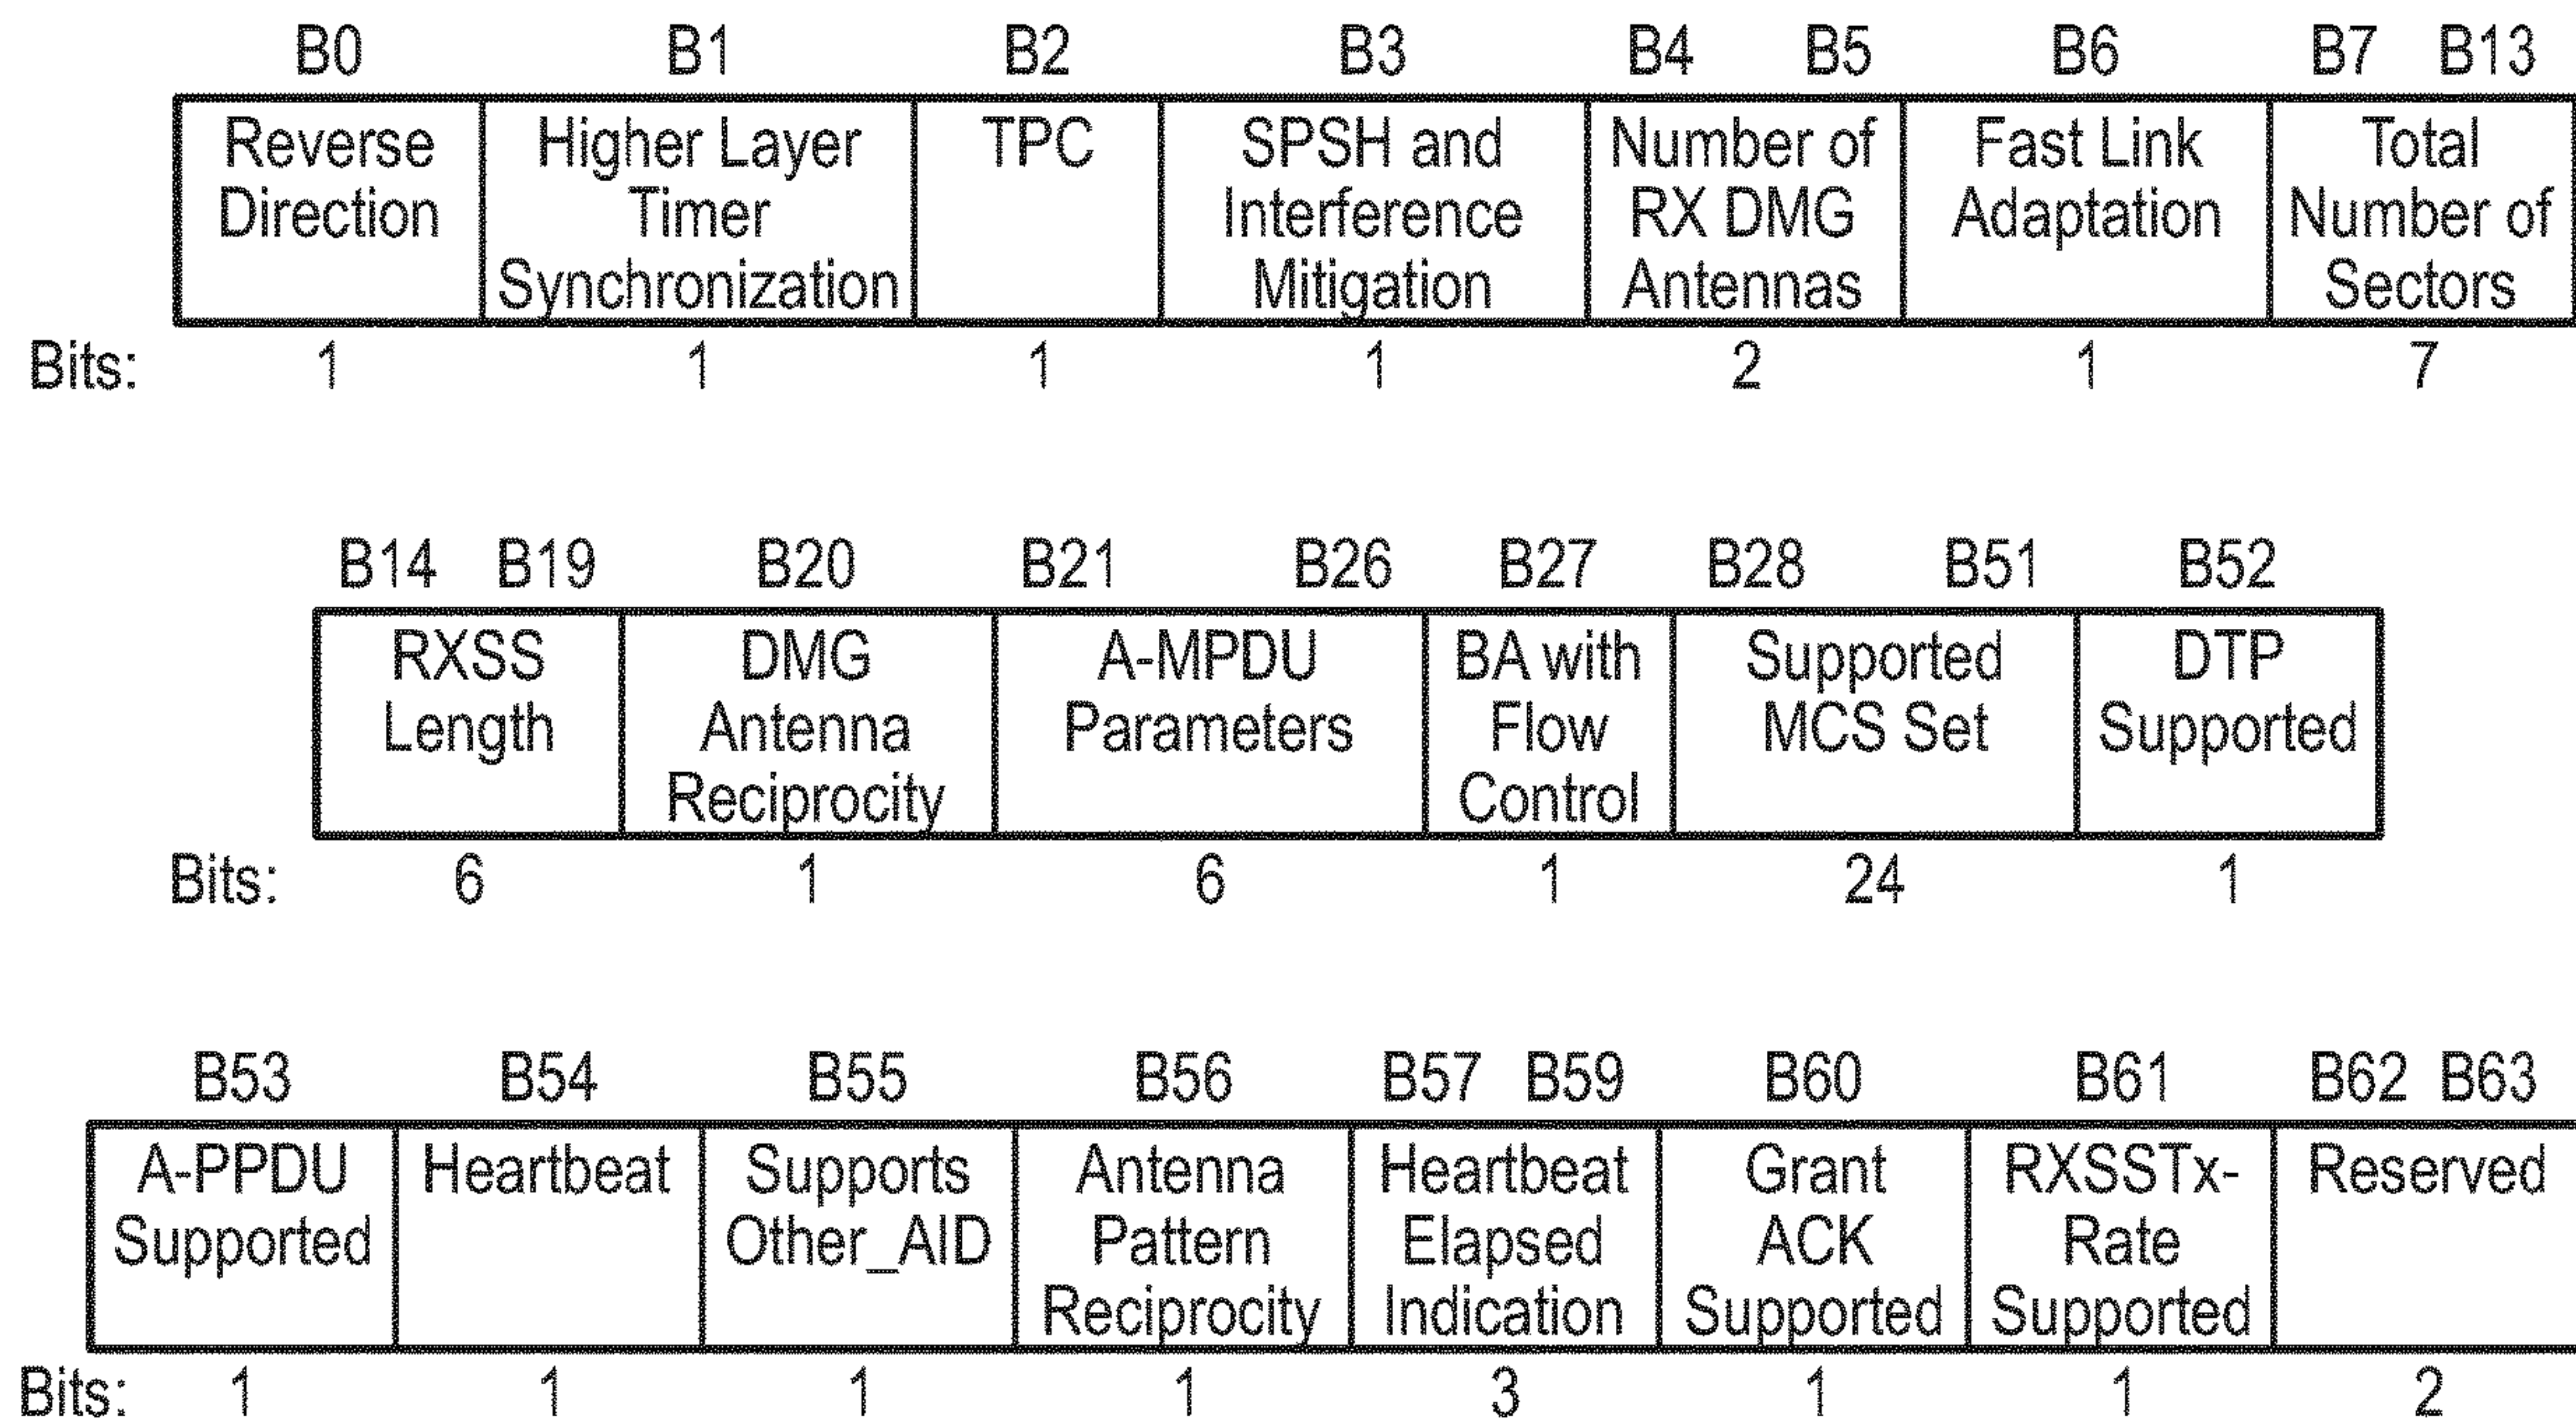 B0 B1 B2 B3 B4 B5 B6 B7 B13
Reverse Higher Layer TPC SPSH and Number of Fast Link Total
Direction Timer Interference RX DMG Adaptation Number of
Synchronization Mitigation Antennas Sectors
Bits: 1 1 1 1 2 1 7
B14 B19 B20 B21 B26 B27 B28 B51 B52
RXSS DMG A-MPDU BA with Supported DTP
Length Antenna Parameters Flow MCS Set Supported
Reciprocity Control
Bits: 6 1 6 1 24 1
B53 B54 B55 B56 B57 B59 B60 B61 B62 B63
A-PPDU Heartbeat Supports Antenna Heartbeat Grant RXSSTx- Reserved
Supported Other_AID Pattern Elapsed ACK Rate
Reciprocity Indication Supported Supported
Bits: 1 1 1 1 3 1 1 2